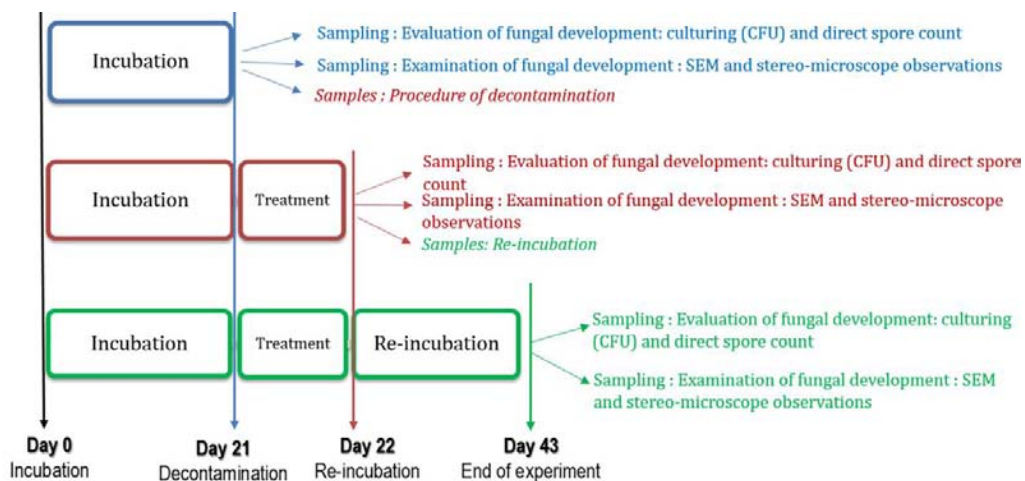 Incubation
Sampling : Evaluation of fungal development: culturing (CFU) and direct spore count
Sampling : Examination of fungal development : SEM and stereo-microscope observations
Samples : Procedure of decontamination
Incubation
Treatment
Sampling : Evaluation of fungal development: culturing (CFU) and direct spore
count
Sampling : Examination of fungal development : SEM and stereo-microscope
observations
Samples: Re-incubation
Incubation
Treatment
Re-incubation
Sampling : Evaluation of fungal development: culturing
(CFU) and direct spore count
Sampling : Examination of fungal development : SEM
and stereo-microscope observations
Day 0
Incubation
Day 21
Decontamination
Day 22
Re-incubation
Day 43
End of experiment